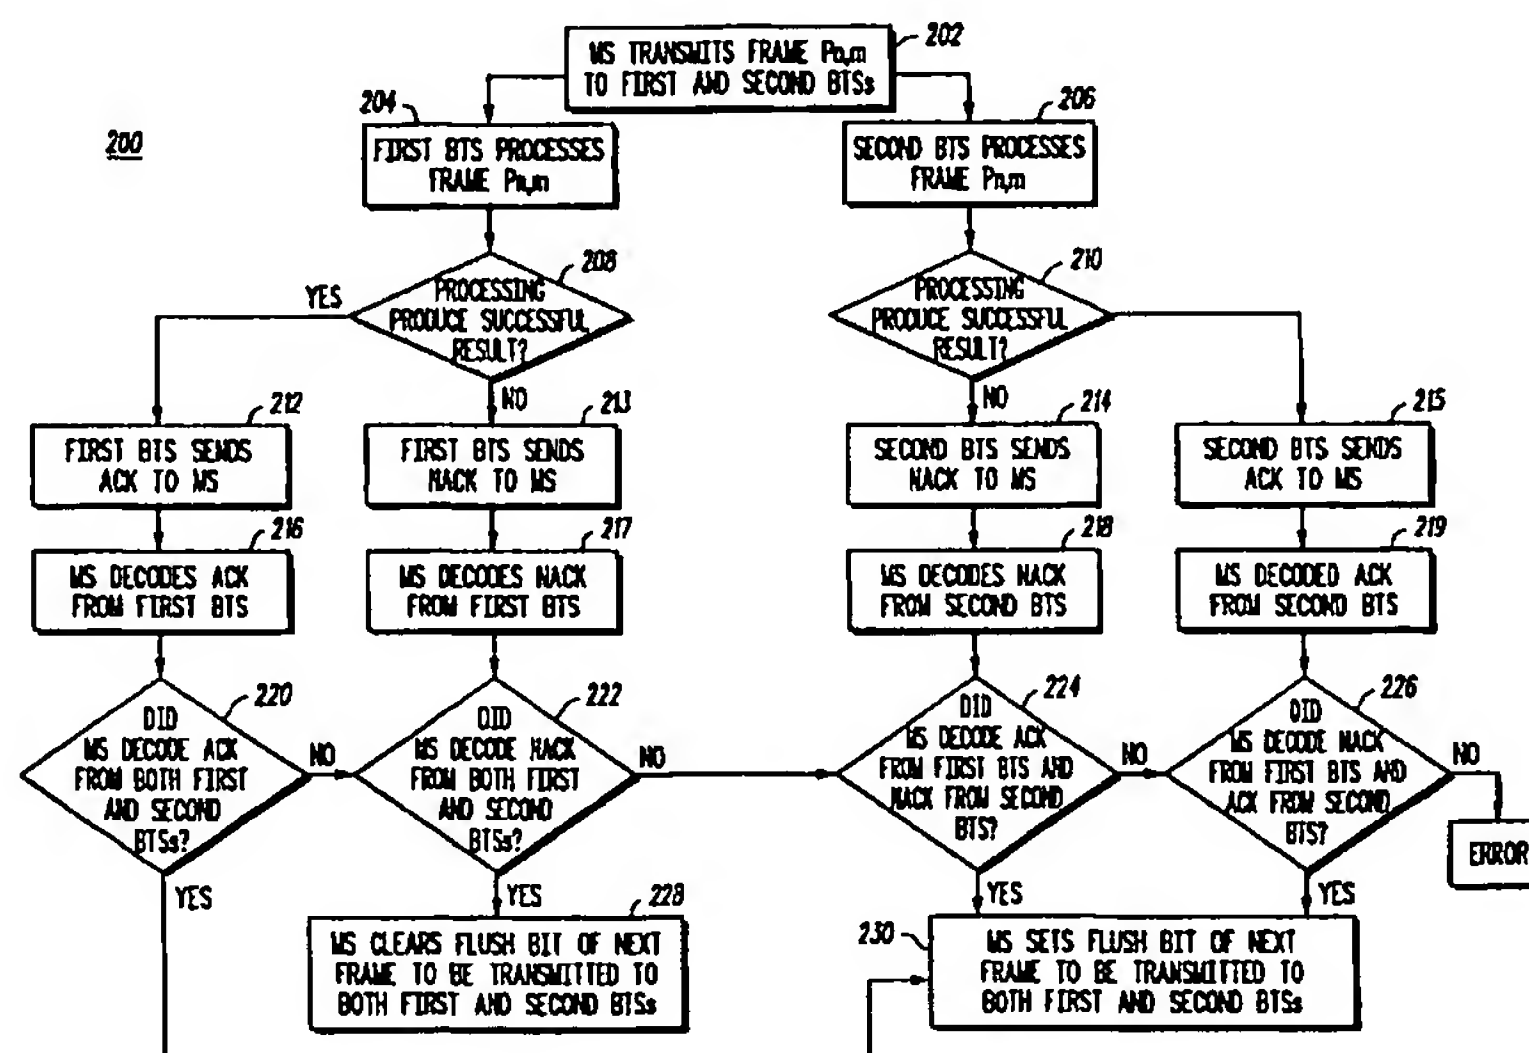 202
MS TRANSMITS FRAME Pn,m
TO FIRST AND SECOND BTSs
200
204
FIRST BTS PROCESSES
FRAME Pn,m
206
SECOND BTS PROCESSES
FRAME Pn,m
208
PROCESSING
PRODUCE SUCCESSFUL
RESULT?
YES
NO
210
PROCESSING
PRODUCE SUCCESSFUL
RESULT?
NO
212
FIRST BTS SENDS
ACK TO MS
213
FIRST BTS SENDS
NACK TO MS
214
SECOND BTS SENDS
NACK TO MS
215
SECOND BTS SENDS
ACK TO MS
216
MS DECODES ACK
FROM FIRST BTS
217
MS DECODES NACK
FROM FIRST BTS
218
MS DECODES NACK
FROM SECOND BTS
219
MS DECODED ACK
FROM SECOND BTS
220
DID
MS DECODE ACK
FROM BOTH FIRST
AND SECOND
BTSs?
NO
YES
222
DID
MS DECODE NACK
FROM BOTH FIRST
AND SECOND
BTSs?
NO
YES
224
DID
MS DECODE ACK
FROM FIRST BTS AND
NACK FROM SECOND
BTS?
NO
YES
226
DID
MS DECODE NACK
FROM FIRST BTS AND
ACK FROM SECOND
BTS?
NO
YES
ERROR
228
MS CLEARS FLUSH BIT OF NEXT
FRAME TO BE TRANSMITTED TO
BOTH FIRST AND SECOND BTSs
230
MS SETS FLUSH BIT OF NEXT
FRAME TO BE TRANSMITTED TO
BOTH FIRST AND SECOND BTSs